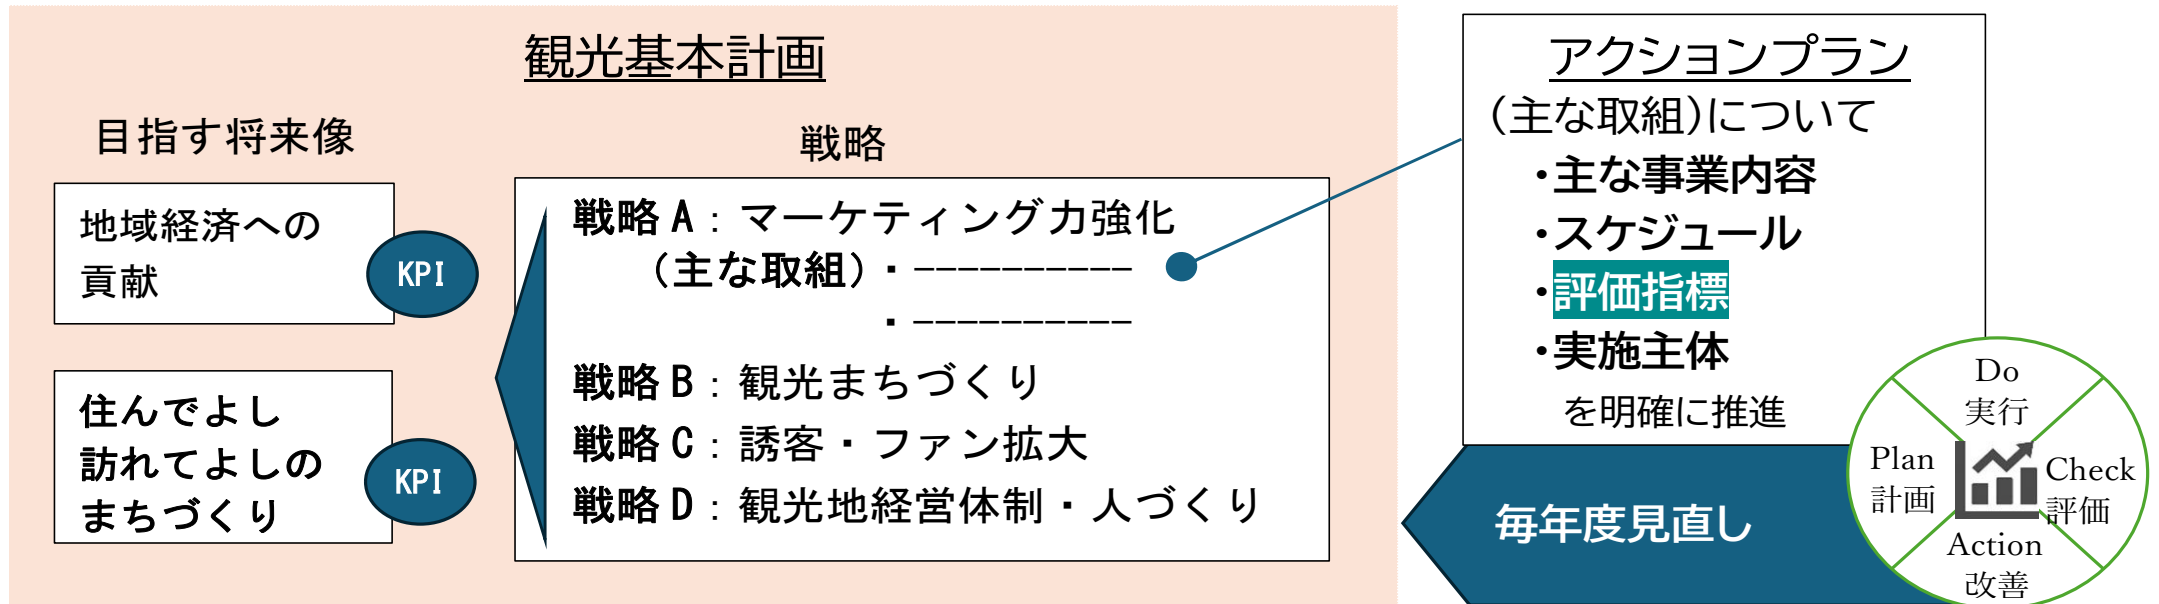 観光基本計画
目指す将来像
地域経済への
貢献
KPI
住んでよし
訪れてよしの
まちづくり
KPI
戦略
戦略A：マーケティング力強化
（主な取組）・----------
・----------
戦略B：観光まちづくり
戦略C：誘客・ファン拡大
戦略D：観光地経営体制・人づくり
アクションプラン
（主な取組）について
・主な事業内容
・スケジュール
・評価指標
・実施主体
を明確に推進
毎年度見直し
Do
実行
Plan
計画
Check
評価
Action
改善